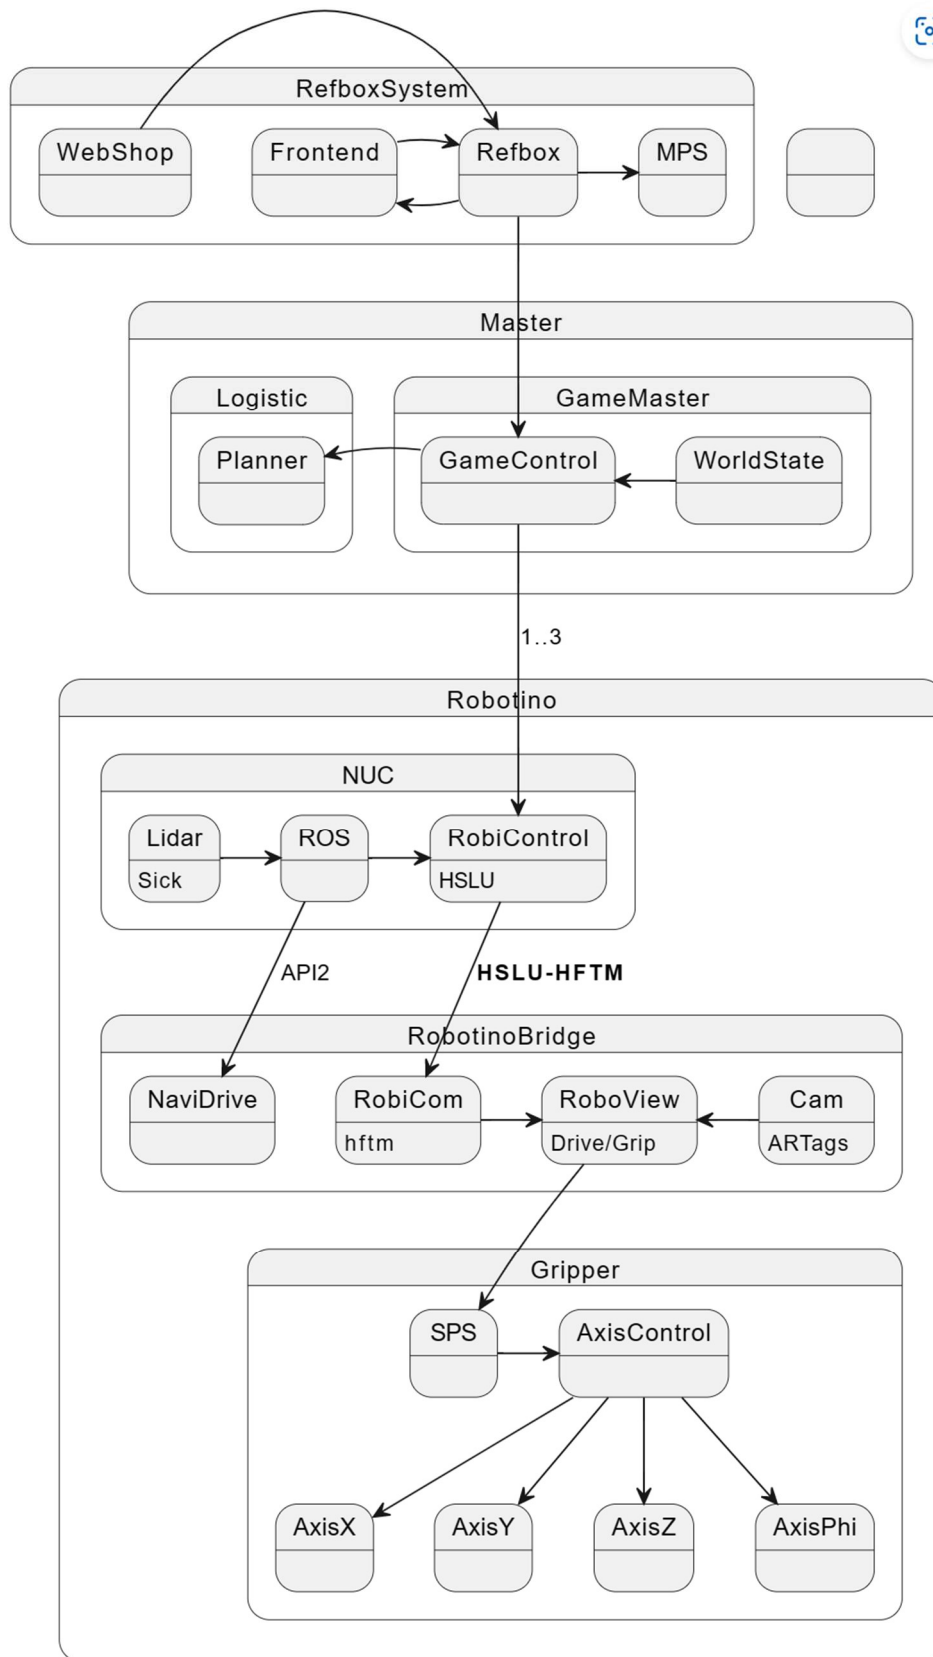 RefboxSystem
WebShop
Frontend
Refbox
MPS
Master
Logistic
GameMaster
Planner
GameControl
WorldState
1..3
Robotino
NUC
Lidar
Sick
ROS
RobiControl
HSLU
API2
HSLU-HFTM
RobotinoBridge
NaviDrive
RobiCom
hftm
RoboView
Drive/Grip
Cam
ARTags
Gripper
SPS
AxisControl
AxisX
AxisY
AxisZ
AxisPhi